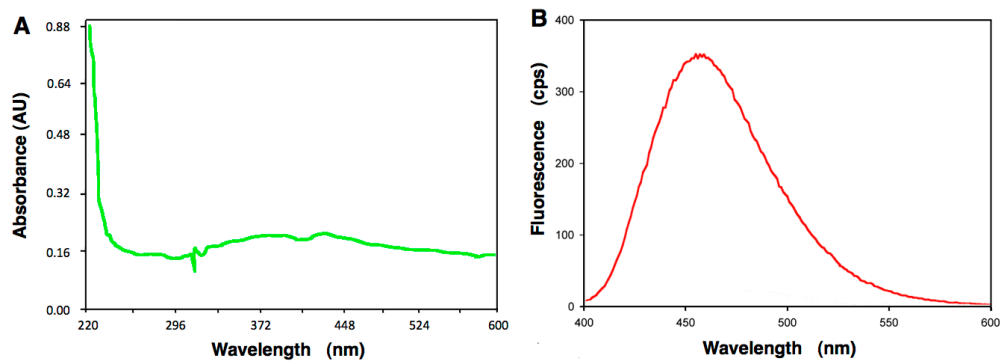 A
0.88
0.64
0.48
0.32
0.16
0.00
Absorbance (AU)
220 296 372 448 524 600
Wavelength (nm)
B
400
300
200
100
0
Fluorescence (cps)
400 450 500 550 600
Wavelength (nm)